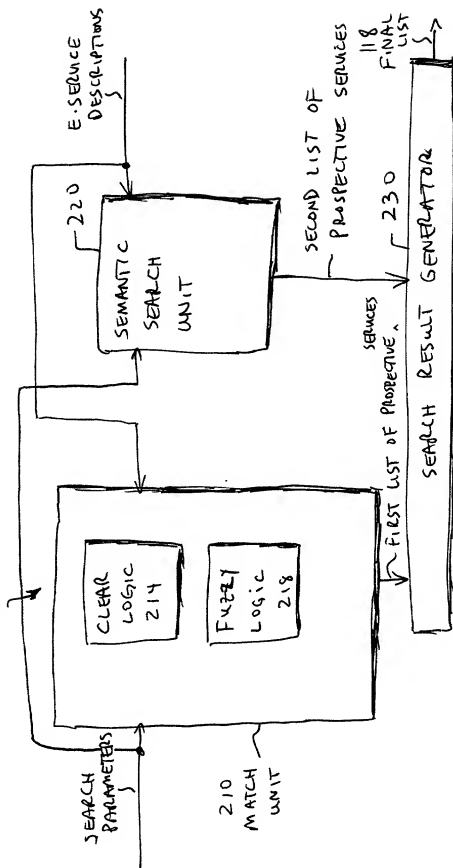 SEARCH
PARAMETERS
CLEAR
LOGIC
214
FUZZY
LOGIC
218
210
MATCH
UNIT
E-SERVICE
DESCRIPTIONS
220
SEMANTIC
SEARCH
UNIT
SECOND LIST OF
PROSPECTIVE SERVICES
SERVICES
FIRST LIST OF PROSPECTIVE
230
SEARCH RESULT GENERATOR
118
FINAL
LIST